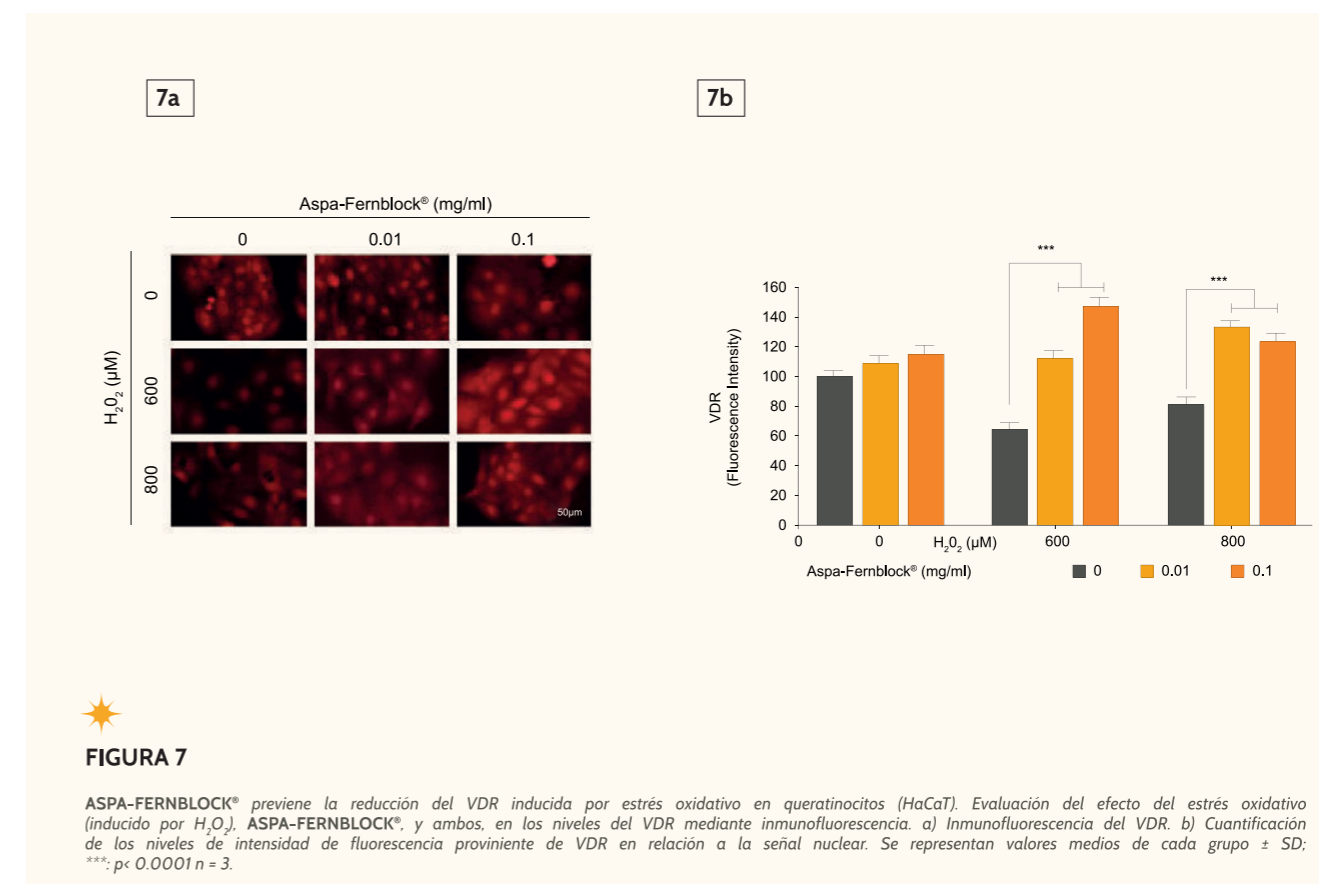 7a
7b
Aspa-Fernblock® (mg/ml)
0 0.01 0.1
H₂0₂ (µM)
0
600
800
50µm
VDR
(Fluorescence Intensity)
160
140
120
100
80
60
40
20
0
***
***
0 0 H₂0₂ (µM) 600 800
Aspa-Fernblock® (mg/ml) 0 0.01 0.1
FIGURA 7
ASPA-FERNBLOCK® previene la reducción del VDR inducida por estrés oxidativo en queratinocitos (HaCaT). Evaluación del efecto del estrés oxidativo
(inducido por H₂O₂), ASPA-FERNBLOCK®, y ambos, en los niveles del VDR mediante inmunofluorescencia. a) Inmunofluorescencia del VDR. b) Cuantificación
de los niveles de intensidad de fluorescencia proviniente de VDR en relación a la señal nuclear. Se representan valores medios de cada grupo ± SD;
***: p< 0.0001 n = 3.